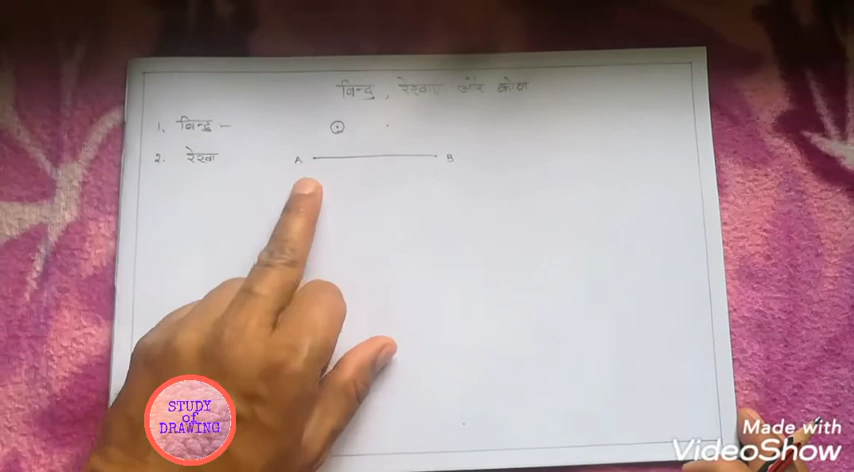 बिन्दु, रेखाएं और कोण
1. बिन्दु –
2. रेखा
A B
STUDY
of
DRAWING
Made with
VideoShow